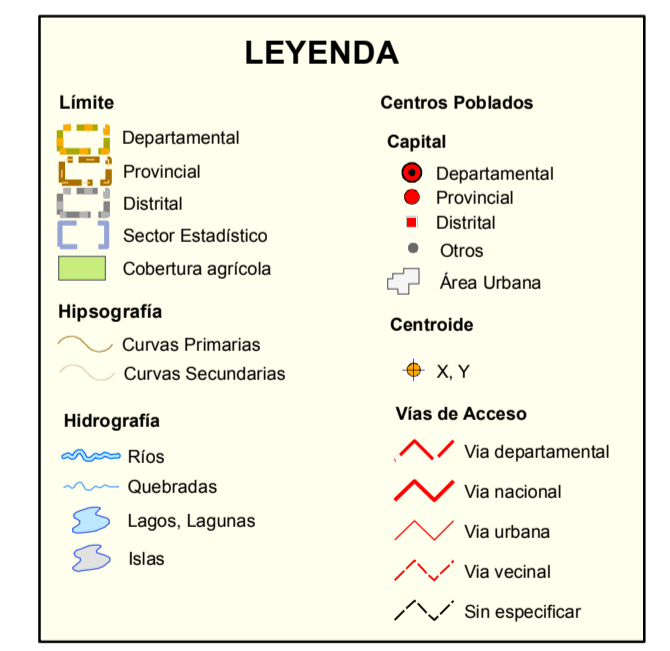 LEYENDA
Límite
Departamental
Provincial
Distrital
Sector Estadístico
Cobertura agrícola
Hipsografía
Curvas Primarias
Curvas Secundarias
Hidrografía
Ríos
Quebradas
Lagos, Lagunas
Islas
Centros Poblados
Capital
Departamental
Provincial
Distrital
Otros
Área Urbana
Centroide
X, Y
Vías de Acceso
Via departamental
Via nacional
Via urbana
Via vecinal
Sin especificar